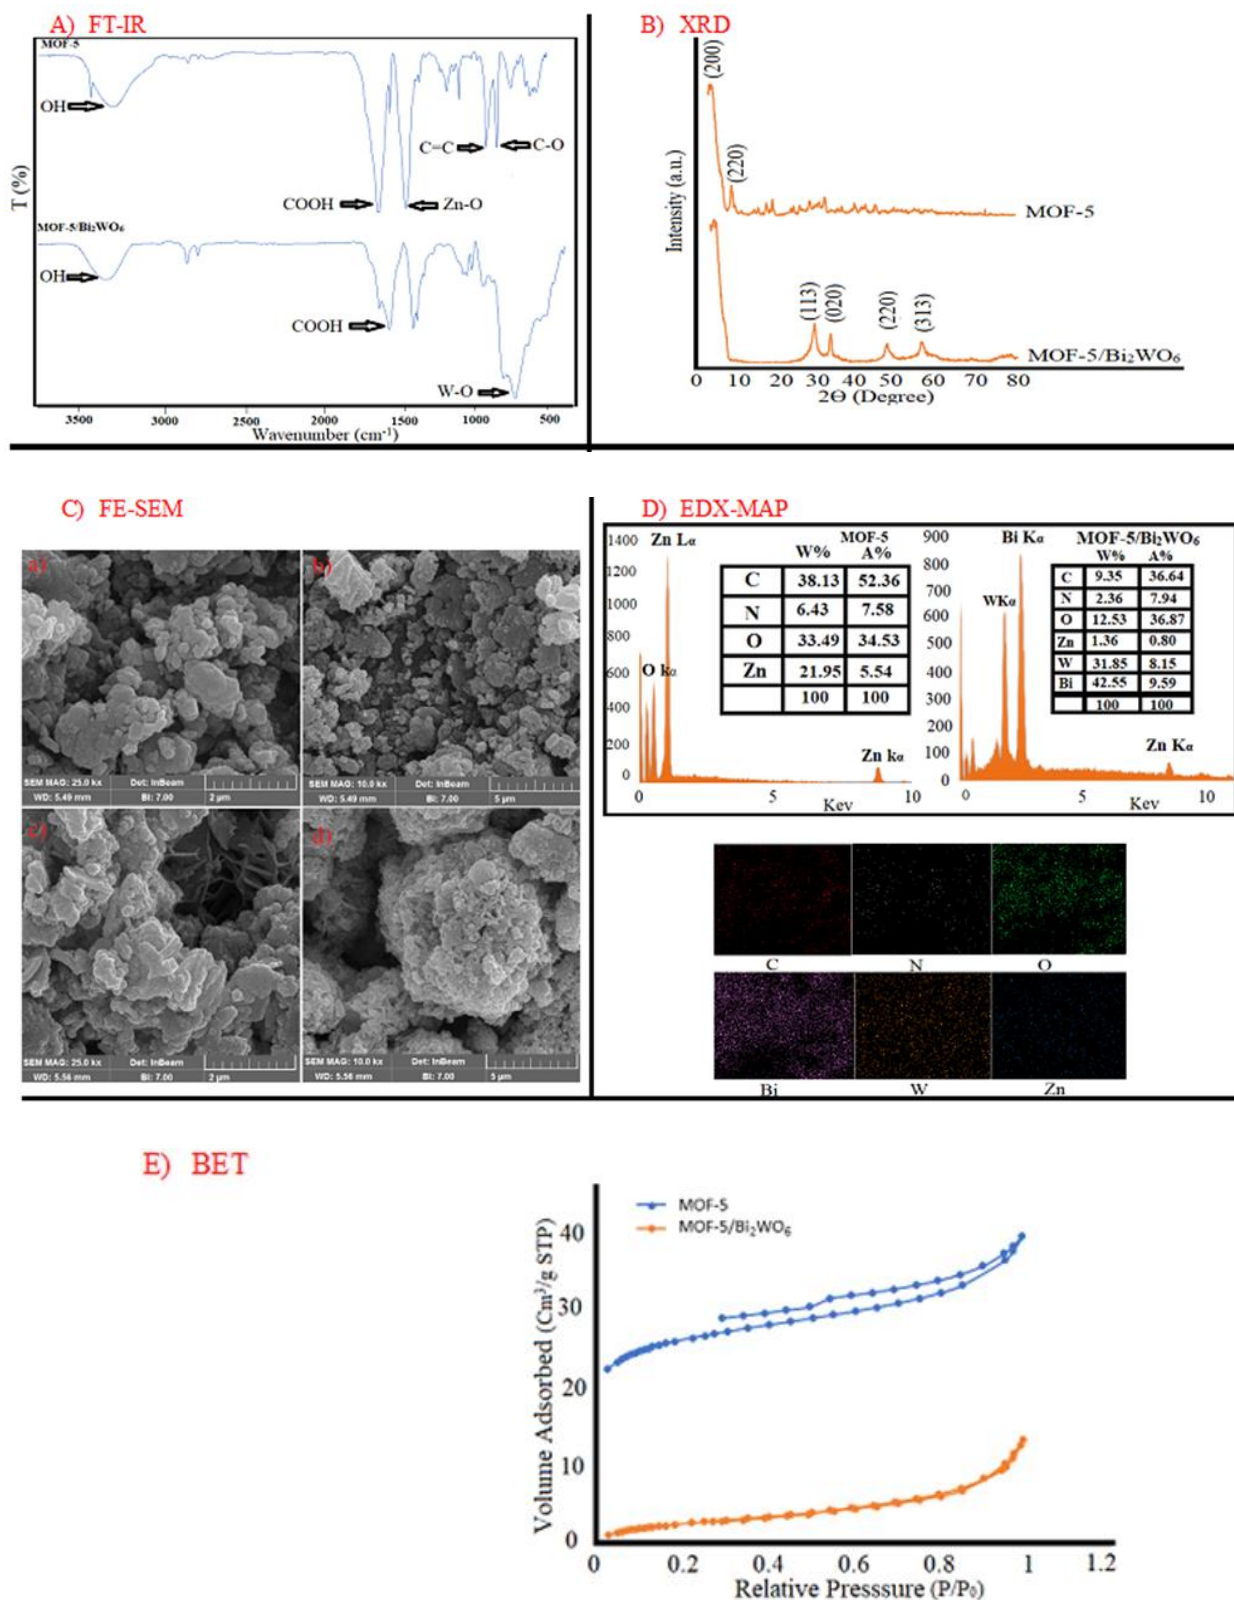 A) FT-IR
MOF-5
OH
C=C
C-O
COOH
Zn-O
MOF-5/Bi₂WO₆
OH
COOH
W-O
T (%)
3500 3000 2500 2000 1500 1000 500
Wavenumber (cm⁻¹)
B) XRD
(200)
(220)
MOF-5
(113)
(020)
(220)
(313)
MOF-5/Bi₂WO₆
Intensity (a.u.)
0 10 20 30 40 50 60 80
2Θ (Degree)
C) FE-SEM
a)
SEM MAG: 25.0 kx Det: InBeam
WD: 5.49 mm BI: 7.00 2 µm
b)
SEM MAG: 10.0 kx Det: InBeam
WD: 5.49 mm BI: 7.00 5 µm
c)
SEM MAG: 25.0 kx Det: InBeam
WD: 5.56 mm BI: 7.00 2 µm
d)
SEM MAG: 10.0 kx Det: InBeam
WD: 5.56 mm BI: 7.00 5 µm
D) EDX-MAP
1400
1200
1000
800
600
400
200
0
Zn Lα
O kα
Zn kα
0 5 10
Kev
MOF-5
W% A%
C 38.13 52.36
N 6.43 7.58
O 33.49 34.53
Zn 21.95 5.54
100 100
900
800
700
600
500
400
300
200
100
0
Bi Kα
WKα
Zn Kα
0 5 10
Kev
MOF-5/Bi₂WO₆
W% A%
C 9.35 36.64
N 2.36 7.94
O 12.53 36.87
Zn 1.36 0.80
W 31.85 8.15
Bi 42.55 9.59
100 100
C N O
Bi W Zn
E) BET
MOF-5
MOF-5/Bi₂WO₆
Volume Adsorbed (Cm³/g STP)
40
30
20
10
0
0 0.2 0.4 0.6 0.8 1 1.2
Relative Presssure (P/P₀)